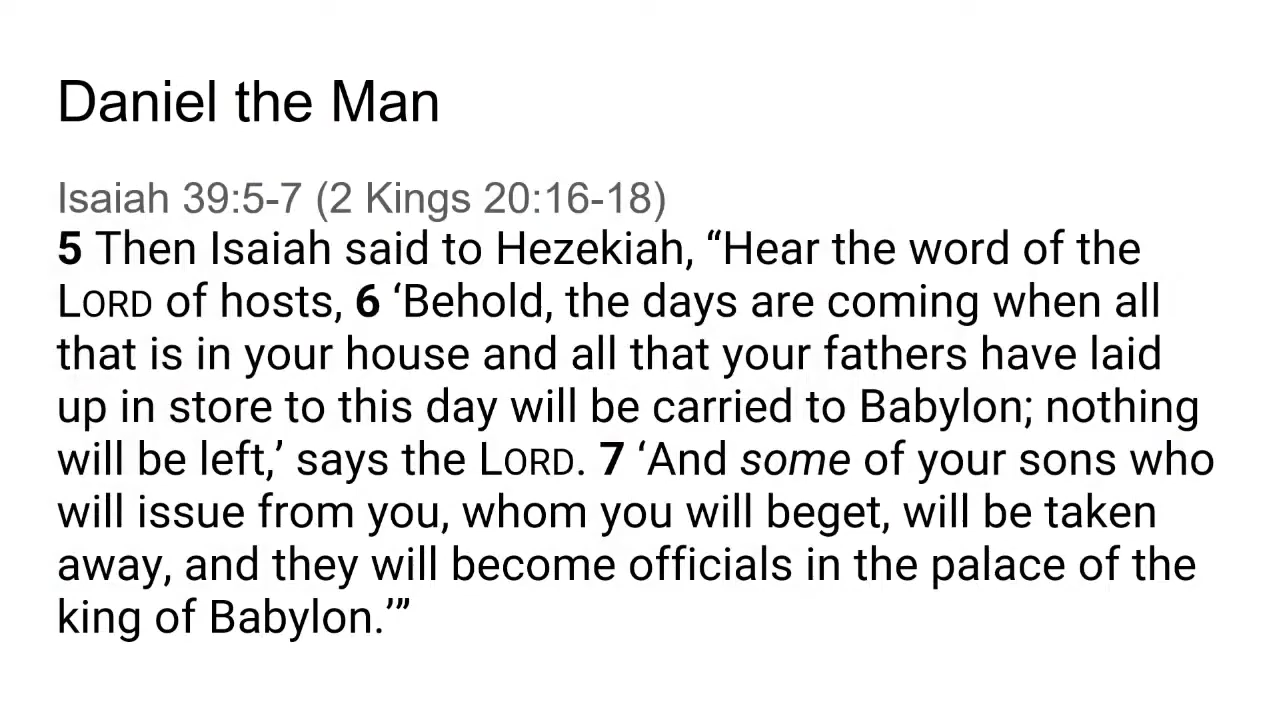 Daniel the Man
Isaiah 39:5-7 (2 Kings 20:16-18)
5 Then Isaiah said to Hezekiah, “Hear the word of the
LORD of hosts, 6 ‘Behold, the days are coming when all
that is in your house and all that your fathers have laid
up in store to this day will be carried to Babylon; nothing
will be left,’ says the LORD. 7 ‘And some of your sons who
will issue from you, whom you will beget, will be taken
away, and they will become officials in the palace of the
king of Babylon.’”